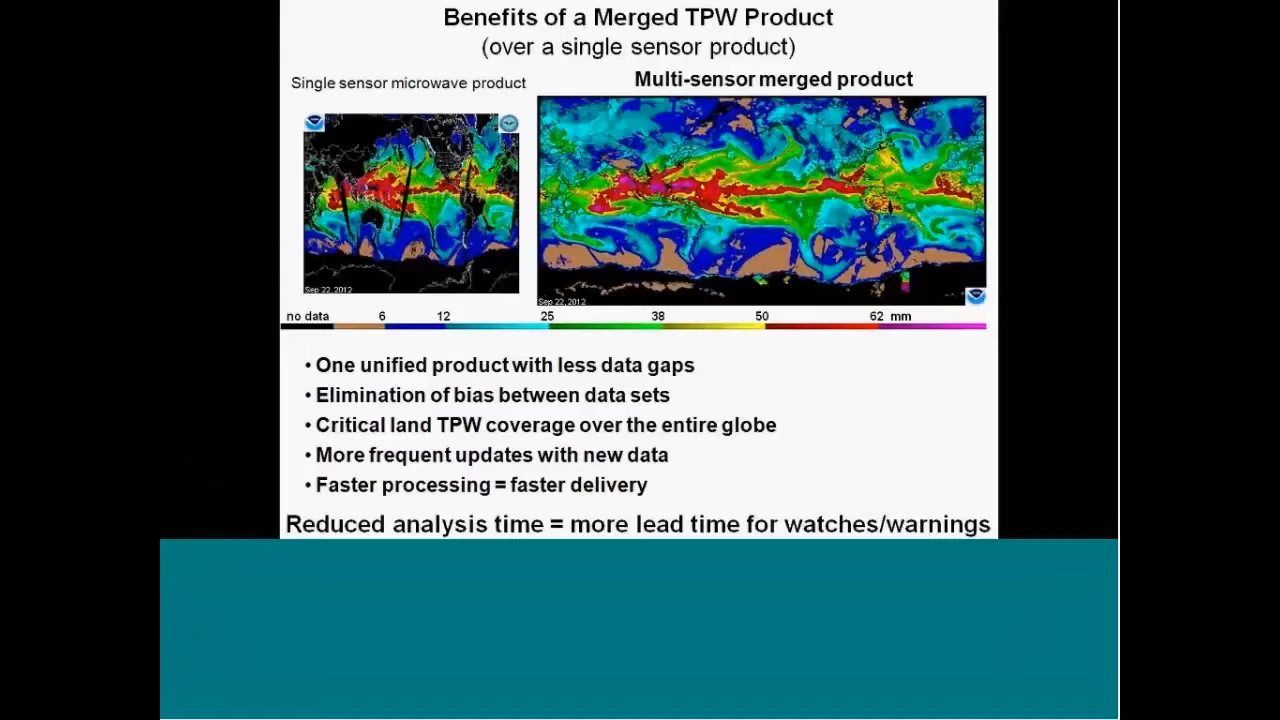 Benefits of a Merged TPW Product
(over a single sensor product)
Single sensor microwave product
Multi-sensor merged product
Sep 22, 2012
Sep 22, 2012
no data 6 12 25 38 50 62 mm
• One unified product with less data gaps
• Elimination of bias between data sets
• Critical land TPW coverage over the entire globe
• More frequent updates with new data
• Faster processing = faster delivery
Reduced analysis time = more lead time for watches/warnings